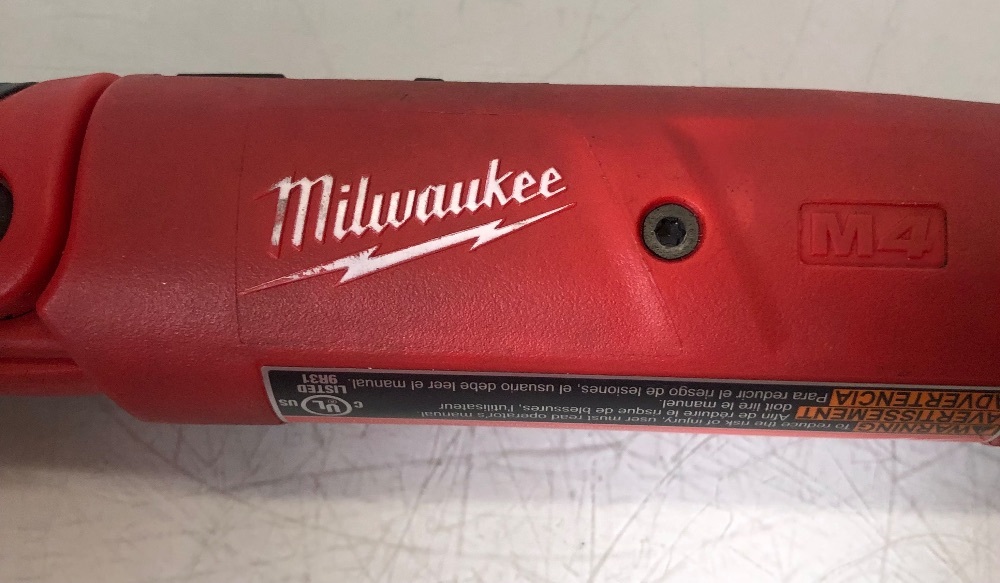 Milwaukee
M4
WARNING To reduce the risk of injury, user must read operator's manual
AVERTISSEMENT Afin de réduire le risque de blessures, l'utilisateur
doit lire le manuel.
ADVERTENCIA Para reducir el riesgo de lesiones, el usuario debe leer el manual.
C UL US
LISTED
9R31